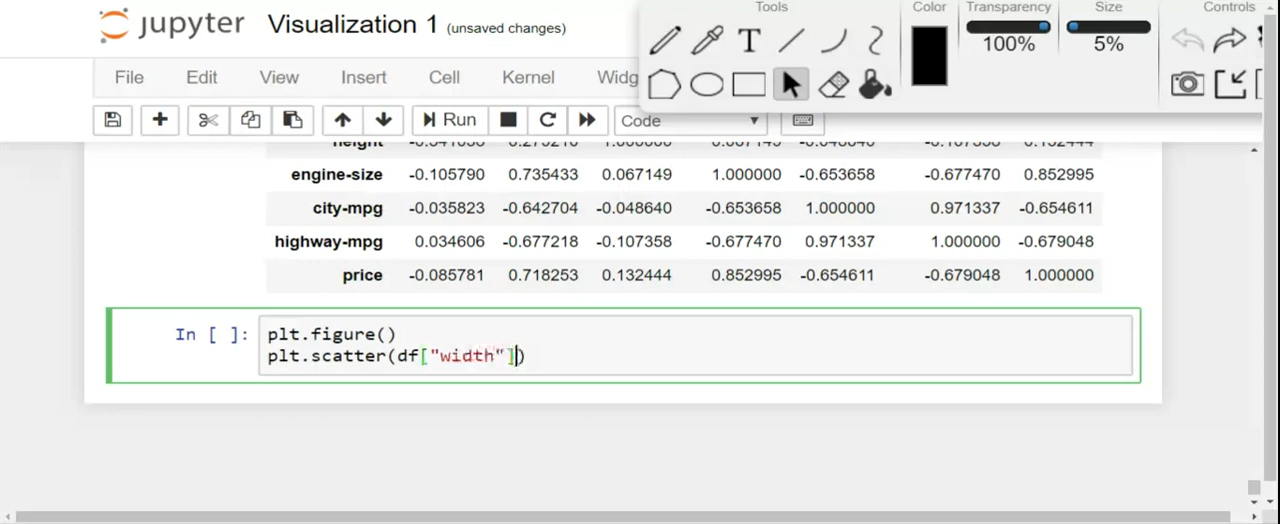 jupyter Visualization 1 (unsaved changes)
Tools Color Transparency Size Controls
100% 5%
File Edit View Insert Cell Kernel Widg
Run Code
height
engine-size -0.105790 0.735433 0.067149 1.000000 -0.653658 -0.677470 0.852995
city-mpg -0.035823 -0.642704 -0.048640 -0.653658 1.000000 0.971337 -0.654611
highway-mpg 0.034606 -0.677218 -0.107358 -0.677470 0.971337 1.000000 -0.679048
price -0.085781 0.718253 0.132444 0.852995 -0.654611 -0.679048 1.000000
In [ ]: plt.figure()
plt.scatter(df["width"])